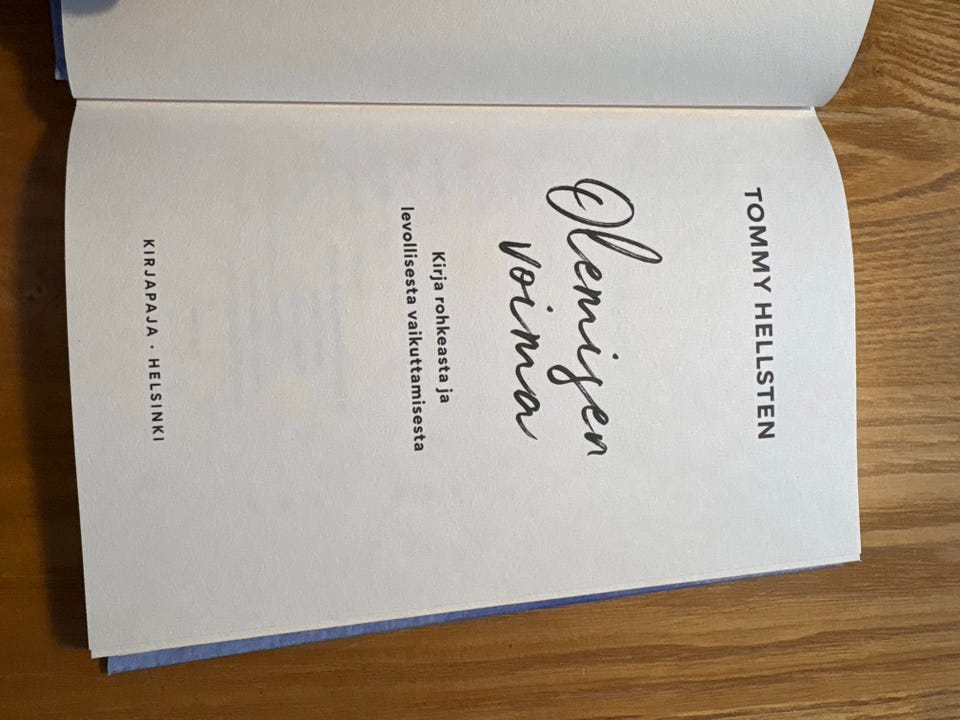 TOMMY HELLSTEN
Olemisen
voima
Kirja rohkeasta ja
levollisesta vaikuttamisesta
KIRJAPAJA · HELSINKI